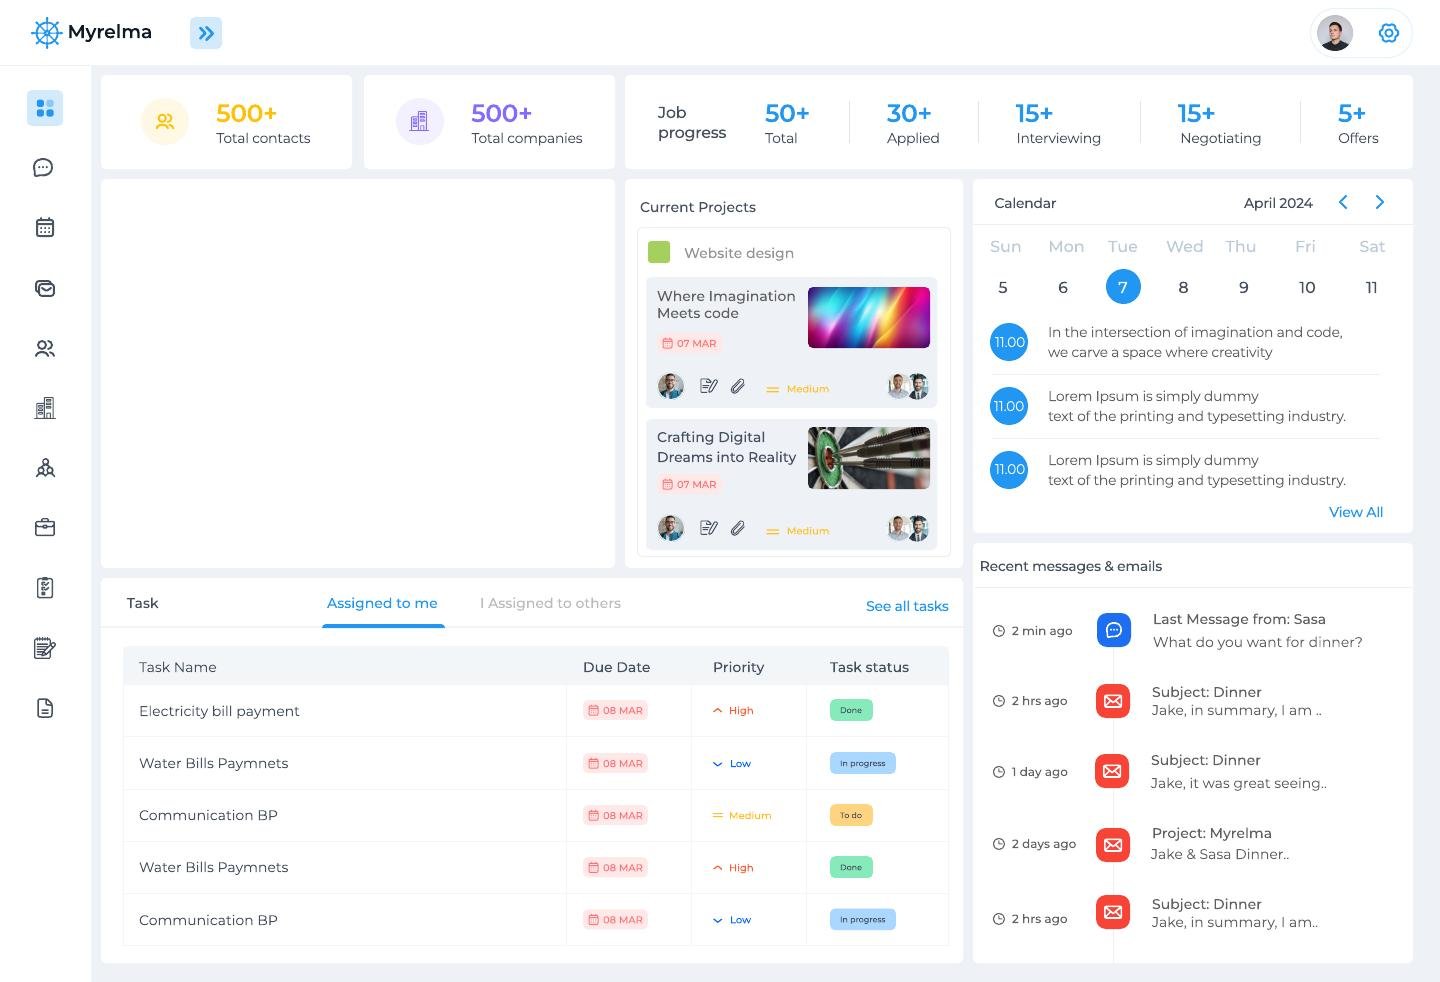 Myrelma
500+
Total contacts
500+
Total companies
Job
progress
50+
Total
30+
Applied
15+
Interviewing
15+
Negotiating
5+
Offers
Current Projects
Website design
Where Imagination
Meets code
07 MAR
Medium
Crafting Digital
Dreams into Reality
07 MAR
Medium
Calendar
April 2024
Sun Mon Tue Wed Thu Fri Sat
5 6 7 8 9 10 11
11.00
In the intersection of imagination and code,
we carve a space where creativity
11.00
Lorem Ipsum is simply dummy
text of the printing and typesetting industry.
11.00
Lorem Ipsum is simply dummy
text of the printing and typesetting industry.
View All
Task
Assigned to me
I Assigned to others
See all tasks
Task Name Due Date Priority Task status
Electricity bill payment 08 MAR High Done
Water Bills Paymnets 08 MAR Low In progress
Communication BP 08 MAR Medium To do
Water Bills Paymnets 08 MAR High Done
Communication BP 08 MAR Low In progress
Recent messages & emails
2 min ago
Last Message from: Sasa
What do you want for dinner?
2 hrs ago
Subject: Dinner
Jake, in summary, I am ..
1 day ago
Subject: Dinner
Jake, it was great seeing..
2 days ago
Project: Myrelma
Jake & Sasa Dinner..
2 hrs ago
Subject: Dinner
Jake, in summary, I am..